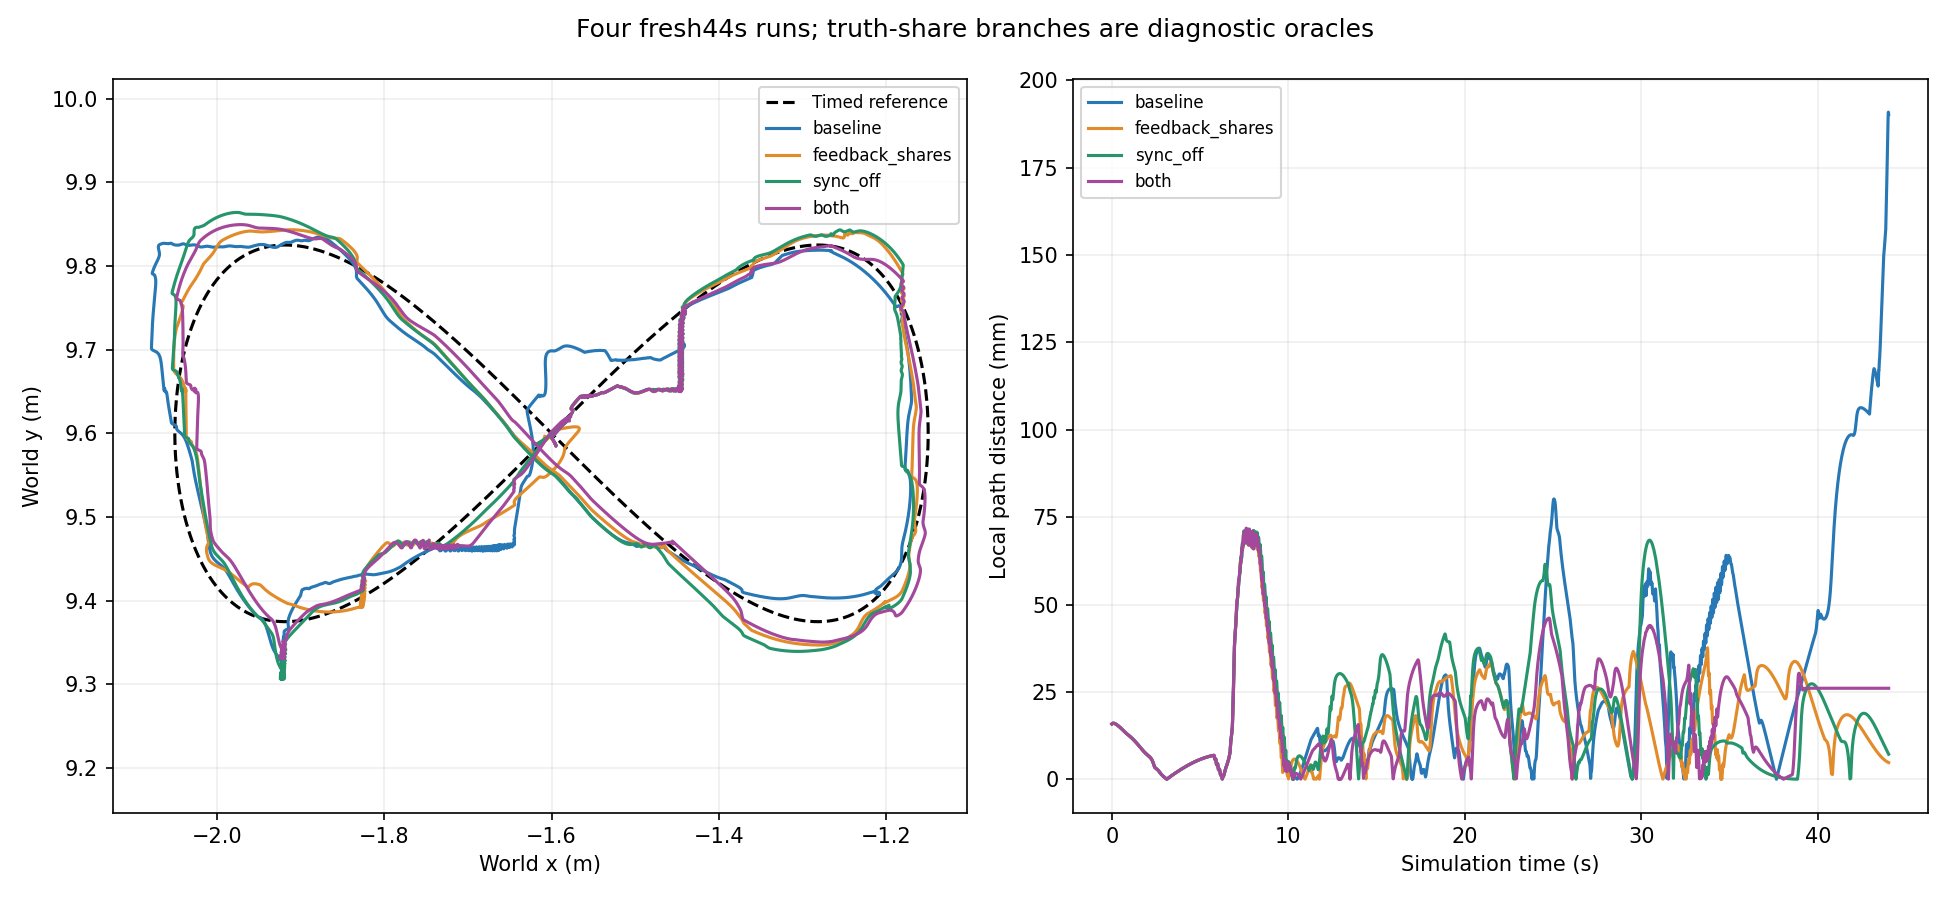 Four fresh44s runs; truth-share branches are diagnostic oracles
10.0
9.9
9.8
9.7
9.6
9.5
9.4
9.3
9.2
World y (m)
−2.0
−1.8
−1.6
−1.4
−1.2
World x (m)
Timed reference
baseline
feedback_shares
sync_off
both
200
175
150
125
100
75
50
25
0
Local path distance (mm)
0
10
20
30
40
Simulation time (s)
baseline
feedback_shares
sync_off
both